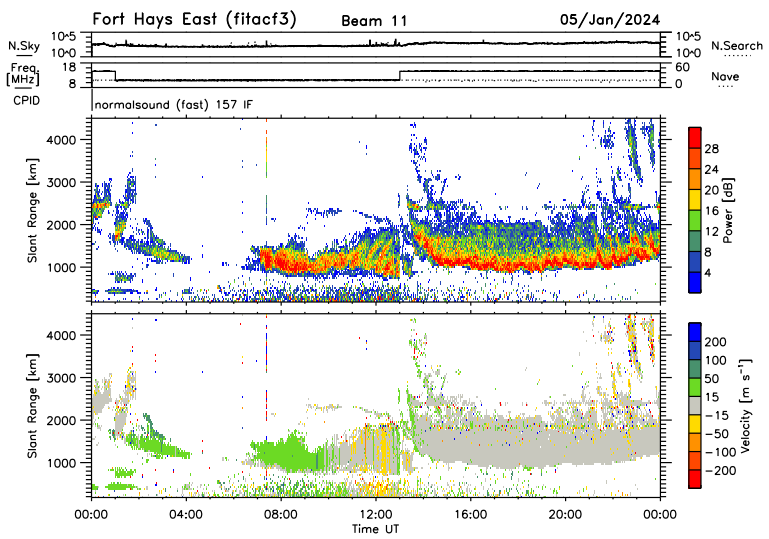 Fort Hays East (fitacf3) Beam 11 05/Jan/2024
N.Sky 10^5 10^0 10^5 10^0 N.Search
Freq. [MHz] 18 8 60 0 Nave
CPID normalsound (fast) 157 IF
Slant Range [km] 4000 3000 2000 1000
Power [dB] 28 24 20 16 12 8 4
Slant Range [km] 4000 3000 2000 1000
Velocity [m s⁻¹] 200 100 50 15 −15 −50 −100 −200
00:00 04:00 08:00 12:00 16:00 20:00 00:00
Time UT